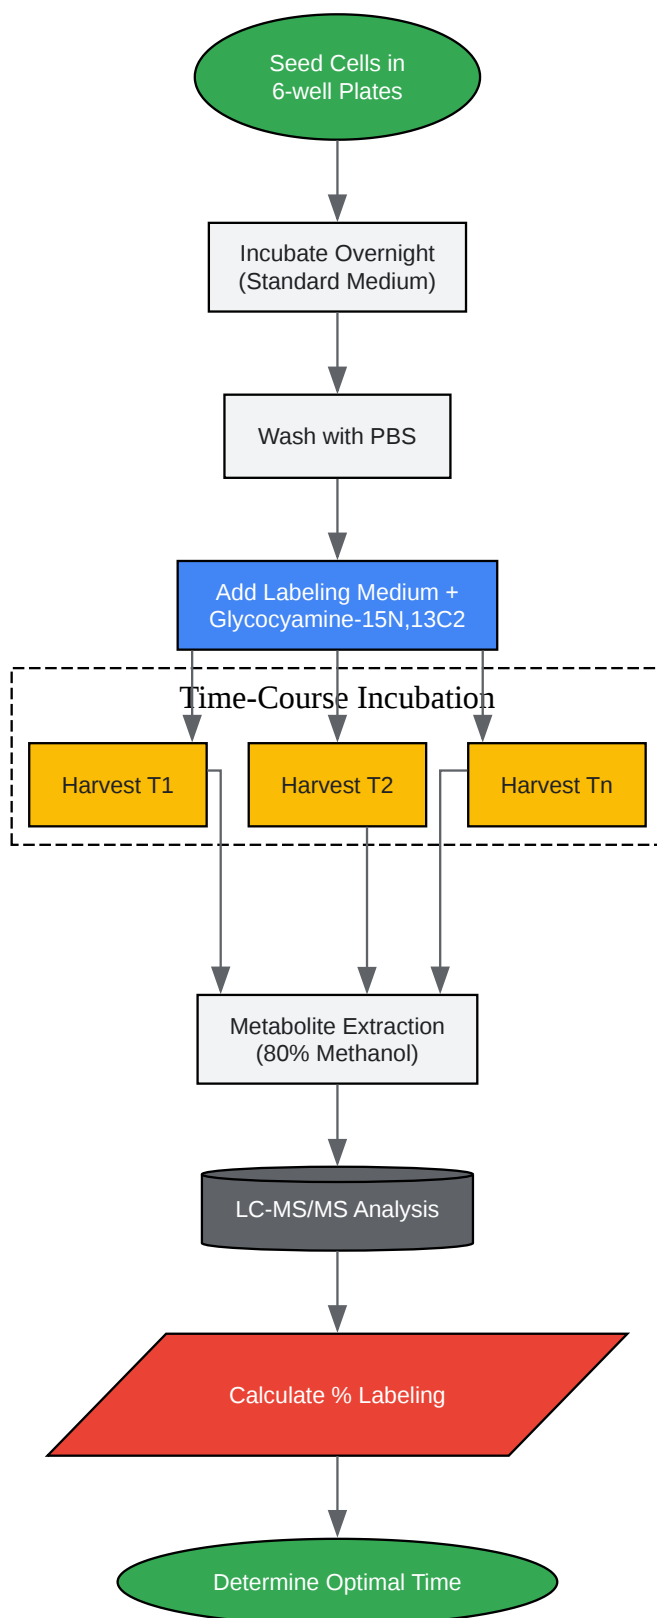 Seed Cells in
6-well Plates
Incubate Overnight
(Standard Medium)
Wash with PBS
Add Labeling Medium +
Glycocyamine-15N,13C2
Time-Course Incubation
Harvest T1
Harvest T2
Harvest Tn
Metabolite Extraction
(80% Methanol)
LC-MS/MS Analysis
Calculate % Labeling
Determine Optimal Time